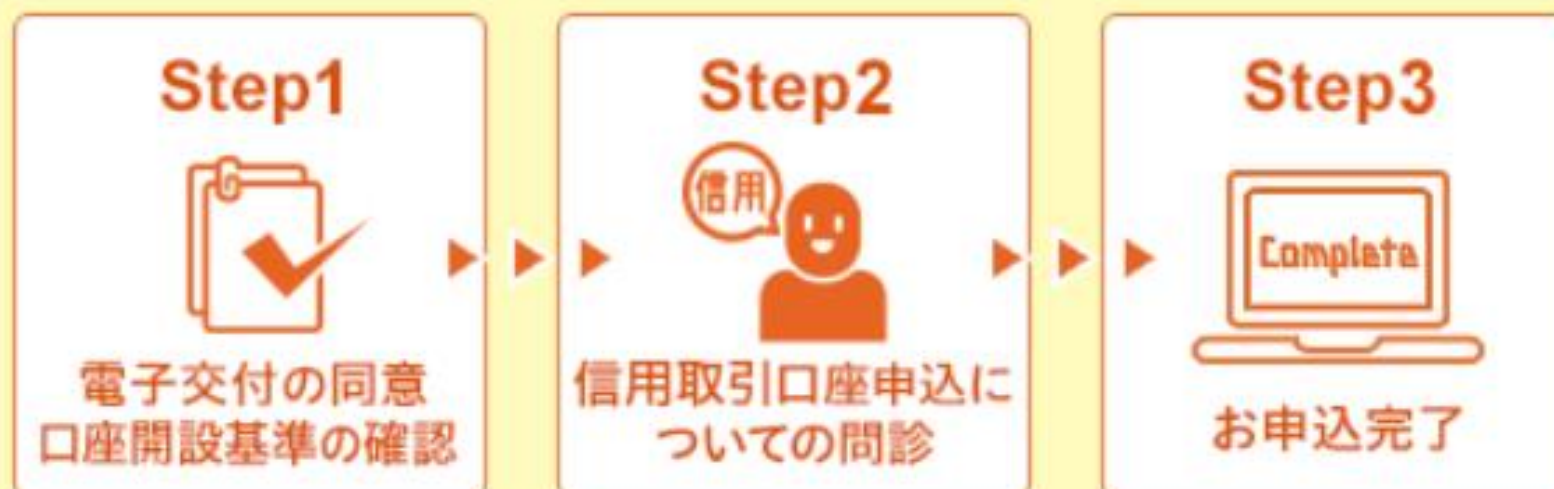 Step1
電子交付の同意
口座開設基準の確認
Step2
信用
信用取引口座申込に
ついての問診
Step3
Complete
お申込完了